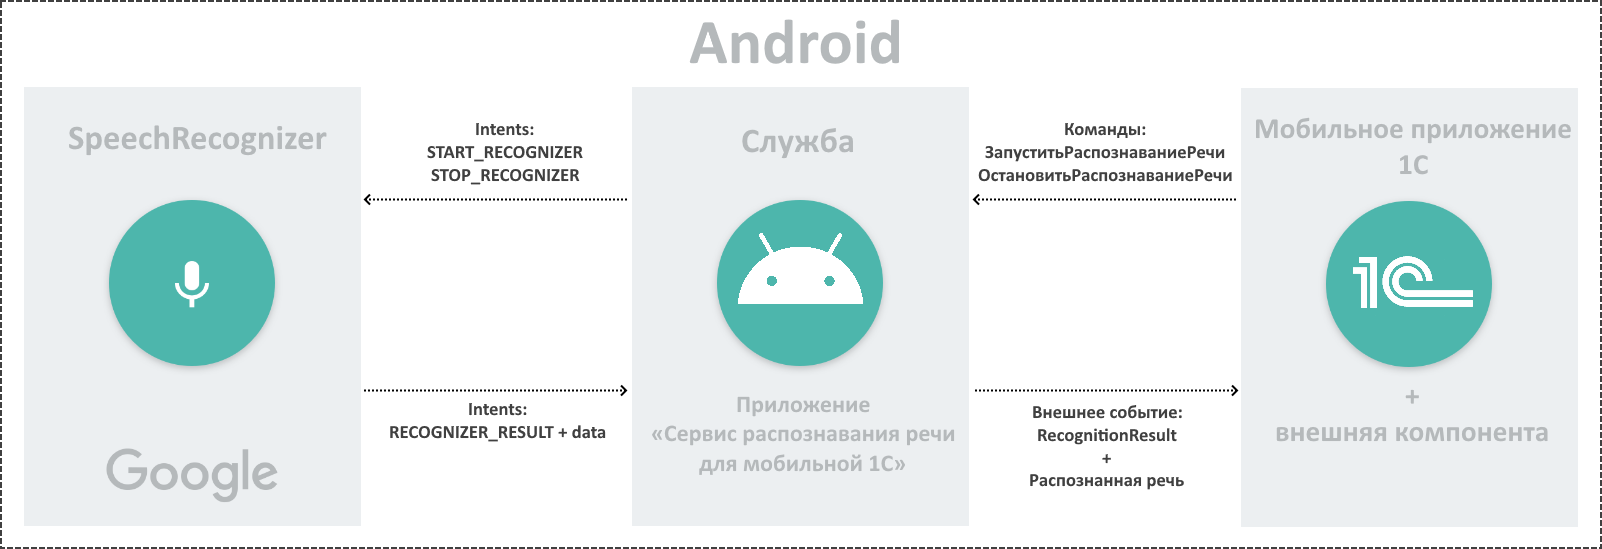 Android
SpeechRecognizer
Google
Intents:
START_RECOGNIZER
STOP_RECOGNIZER
Intents:
RECOGNIZER_RESULT + data
Служба
Приложение
«Сервис распознавания речи
для мобильной 1С»
Команды:
ЗапуститьРаспознаваниеРечи
ОстановитьРаспознаваниеРечи
Внешнее событие:
RecognitionResult
+
Распознанная речь
Мобильное приложение
1С
1С
+
внешняя компонента